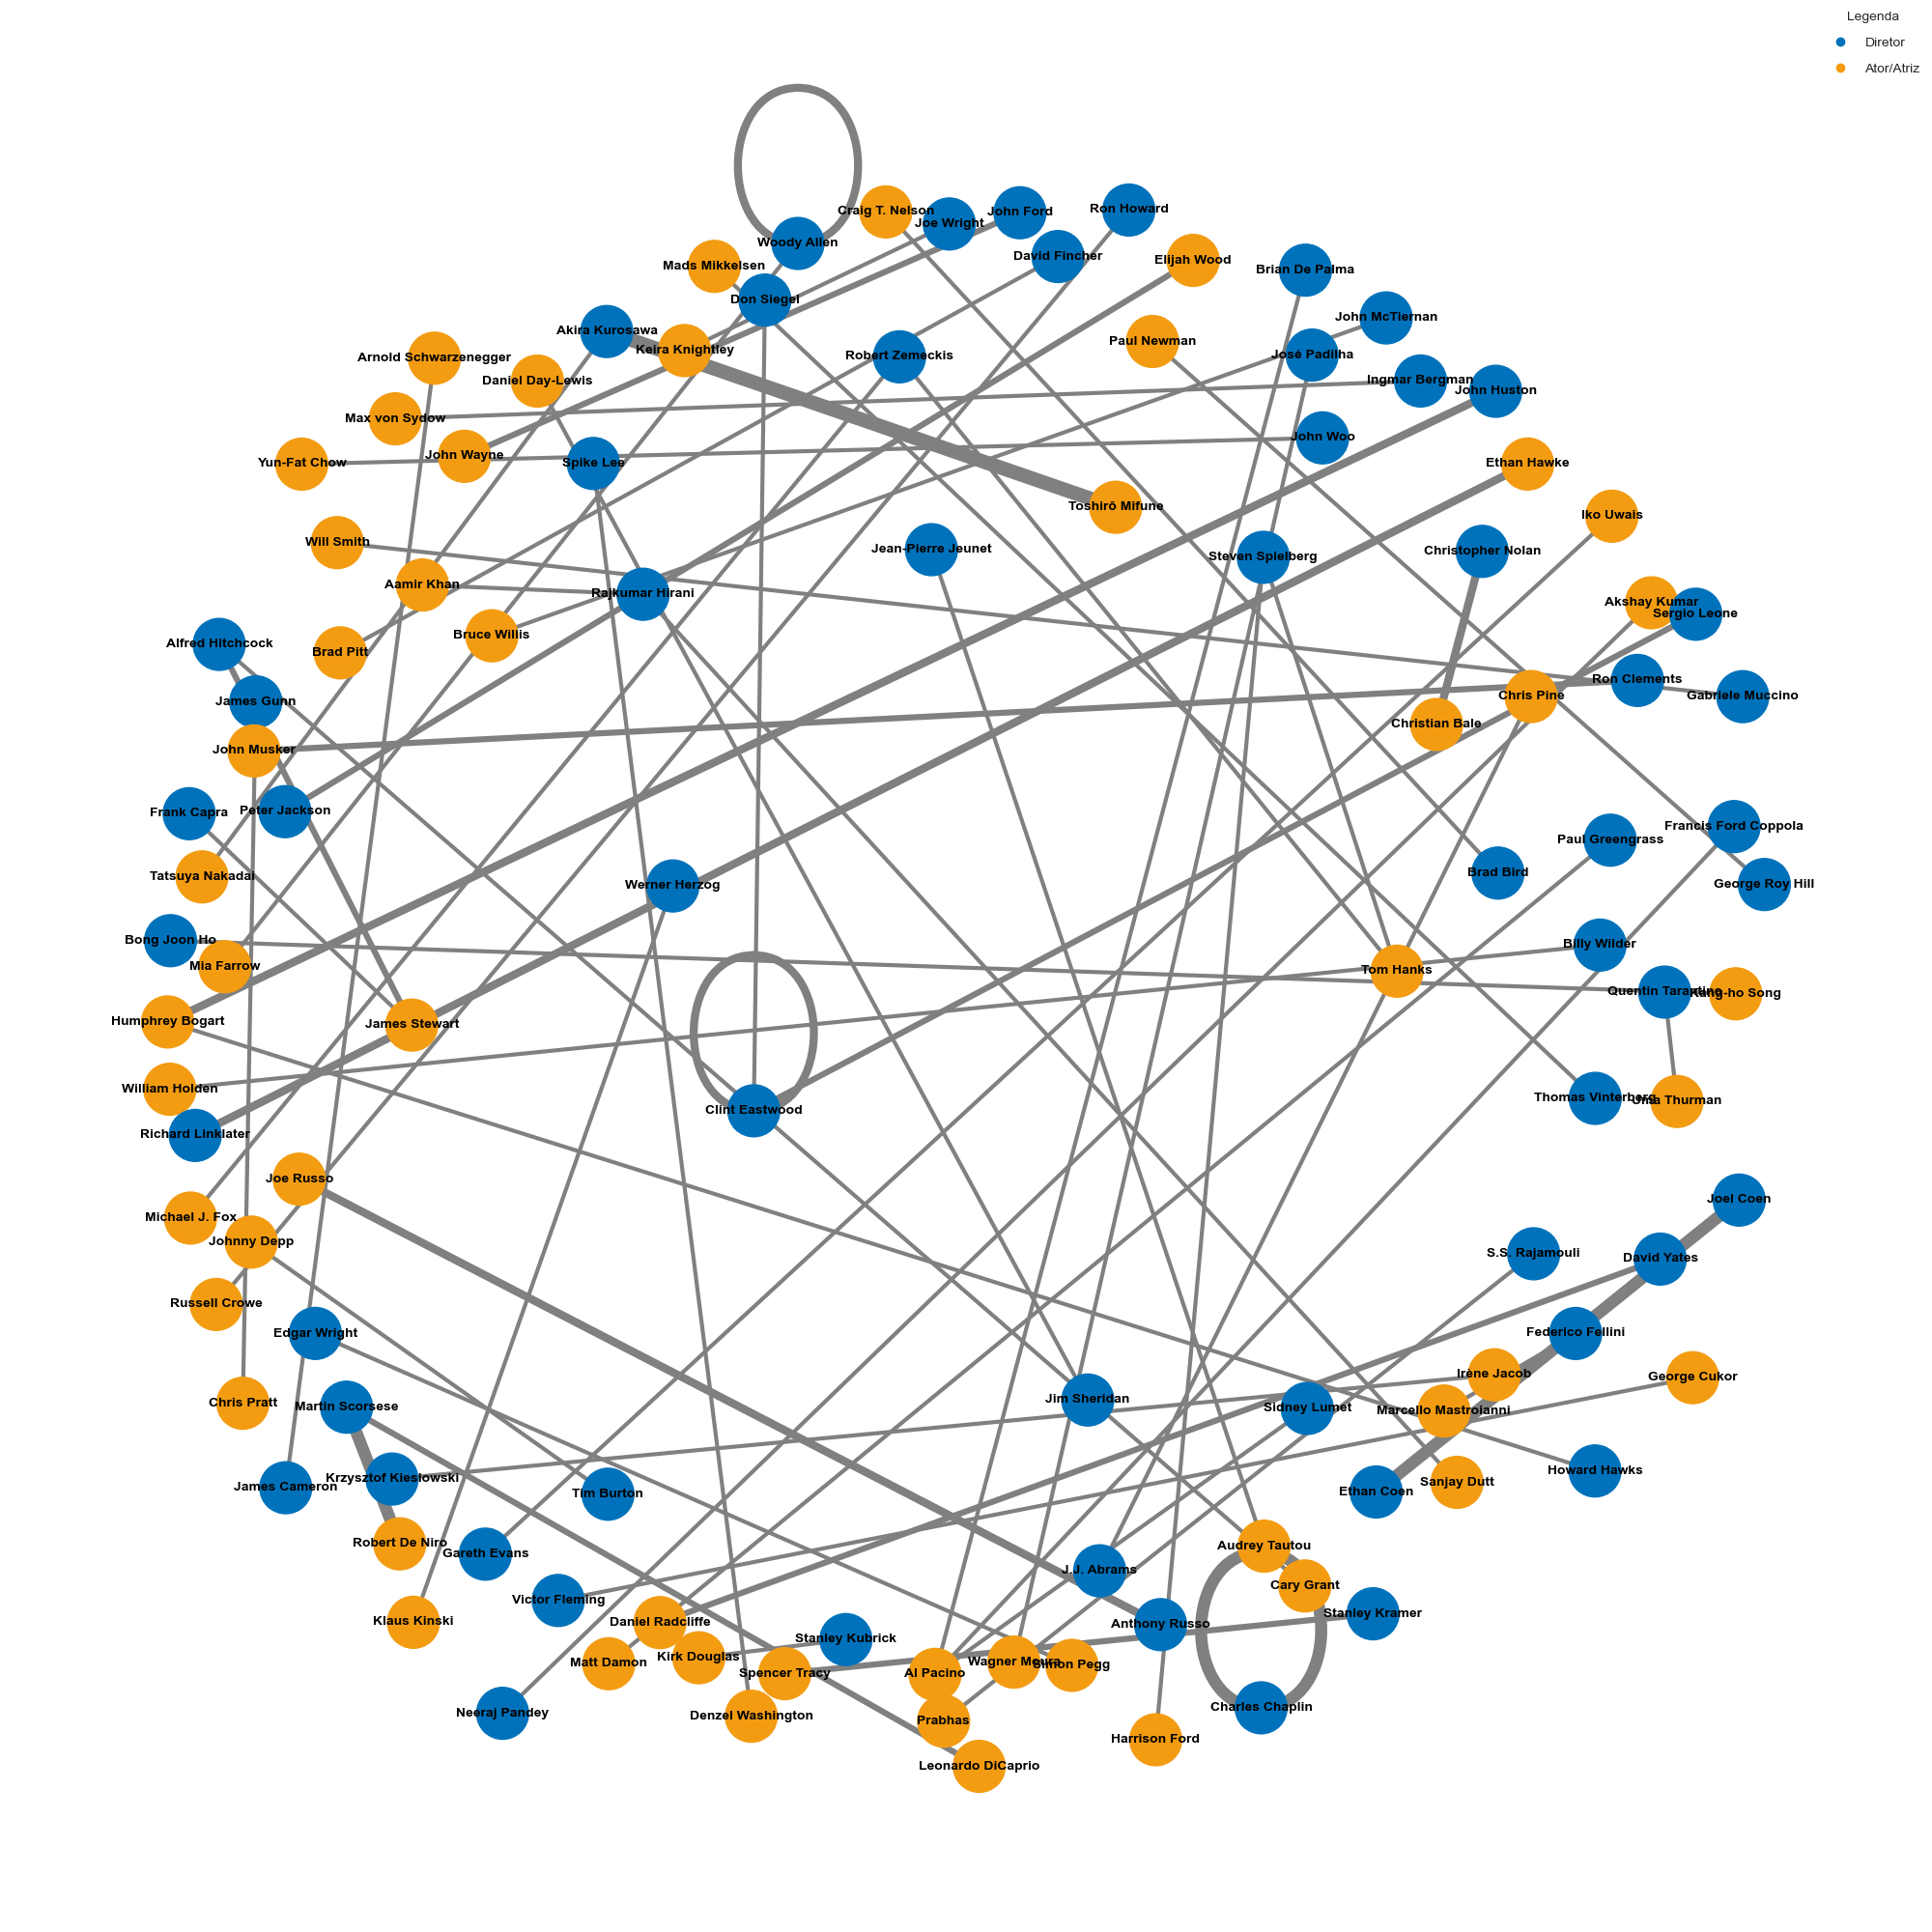 Legenda
Diretor
Ator/Atriz
Craig T. Nelson
Joe Wright
John Ford
Ron Howard
Woody Allen
David Fincher
Elijah Wood
Mads Mikkelsen
Brian De Palma
Don Siegel
John McTiernan
Akira Kurosawa
Keira Knightley
Arnold Schwarzenegger
Robert Zemeckis
Paul Newman
José Padilha
Daniel Day-Lewis
Ingmar Bergman
John Huston
Max von Sydow
John Woo
Yun-Fat Chow
John Wayne
Spike Lee
Ethan Hawke
Toshirô Mifune
Iko Uwais
Will Smith
Jean-Pierre Jeunet
Steven Spielberg
Christopher Nolan
Aamir Khan
Rajkumar Hirani
Akshay Kumar
Sergio Leone
Alfred Hitchcock
Bruce Willis
Brad Pitt
James Gunn
Ron Clements
Chris Pine
Gabriele Muccino
Christian Bale
John Musker
Frank Capra
Peter Jackson
Francis Ford Coppola
Paul Greengrass
Tatsuya Nakadai
Werner Herzog
Brad Bird
George Roy Hill
Bong Joon Ho
Billy Wilder
Mia Farrow
Tom Hanks
Quentin Tarantino
Kang-ho Song
Humphrey Bogart
James Stewart
William Holden
Clint Eastwood
Thomas Vinterberg
Uma Thurman
Richard Linklater
Joe Russo
Joel Coen
Michael J. Fox
Johnny Depp
S.S. Rajamouli
David Yates
Russell Crowe
Edgar Wright
Federico Fellini
Irène Jacob
George Cukor
Chris Pratt
Martin Scorsese
Jim Sheridan
Sidney Lumet
Marcello Mastroianni
James Cameron
Krzysztof Kieslowski
Tim Burton
Ethan Coen
Sanjay Dutt
Howard Hawks
Robert De Niro
Gareth Evans
Audrey Tautou
Victor Fleming
J.J. Abrams
Cary Grant
Klaus Kinski
Daniel Radcliffe
Stanley Kubrick
Anthony Russo
Stanley Kramer
Matt Damon
Kirk Douglas
Spencer Tracy
Al Pacino
Wagner Moura
Simon Pegg
Neeraj Pandey
Denzel Washington
Prabhas
Charles Chaplin
Harrison Ford
Leonardo DiCaprio